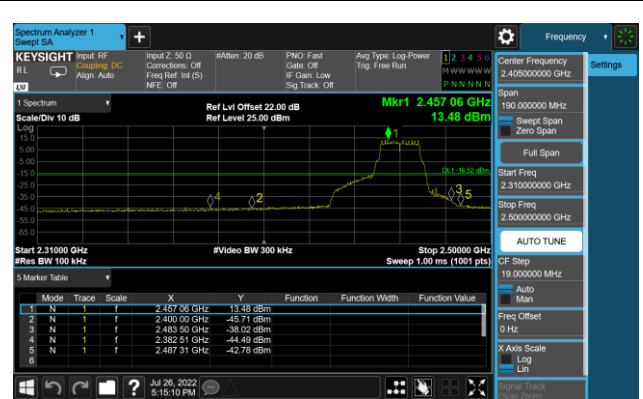 Spectrum Analyzer 1
Swept SA
Frequency
KEYSIGHT
RL
LXI
Input: RF
Coupling: DC
Align: Auto
Input Z: 50 Ω
Corrections: Off
Freq Ref: Int (S)
NFE: Off
#Atten: 20 dB
PNO: Fast
Gate: Off
IF Gain: Low
Sig Track: Off
Avg Type: Log-Power
Trig: Free Run
1 2 3 4 5 6
M W W W W W
P N N N N N
Center Frequency
2.405000000 GHz
Settings
1 Spectrum
Scale/Div 10 dB
Ref Lvl Offset 22.00 dB
Ref Level 25.00 dBm
Mkr1 2.457 06 GHz
13.48 dBm
Log
15.0
5.00
-5.00
-15.0
-25.0
-35.0
-45.0
-55.0
-65.0
1
DL1 -16.52 dBm
4
2
3
5
Start 2.31000 GHz
#Res BW 100 kHz
#Video BW 300 kHz
Stop 2.50000 GHz
Sweep 1.00 ms (1001 pts)
Span
190.000000 MHz
Swept Span
Zero Span
Full Span
Start Freq
2.310000000 GHz
Stop Freq
2.500000000 GHz
AUTO TUNE
CF Step
19.000000 MHz
Auto
Man
Freq Offset
0 Hz
X Axis Scale
Log
Lin
Signal Track
(Span Zoom)
5 Marker Table
Mode Trace Scale X Y Function Function Width Function Value
1 N 1 f 2.457 06 GHz 13.48 dBm
2 N 1 f 2.400 00 GHz -45.71 dBm
3 N 1 f 2.483 50 GHz -38.02 dBm
4 N 1 f 2.382 51 GHz -44.49 dBm
5 N 1 f 2.487 31 GHz -42.78 dBm
6
?
Jul 26, 2022
5:15:10 PM